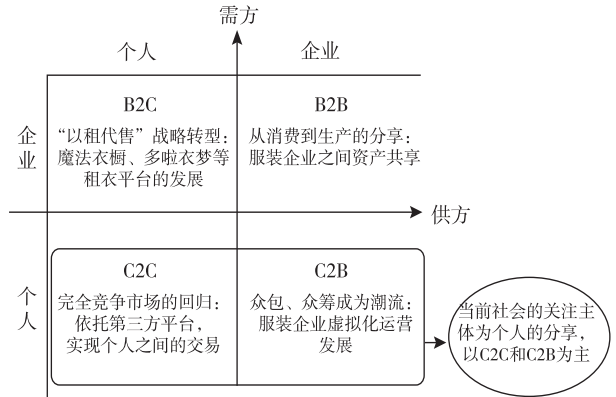 需方
个人
企业
企业
B2C
“以租代售”战略转型：
魔法衣橱、多啦衣梦等
租衣平台的发展
B2B
从消费到生产的分享：
服装企业之间资产共享
供方
个人
C2C
完全竞争市场的回归：
依托第三方平台，
实现个人之间的交易
C2B
众包、众筹成为潮流：
服装企业虚拟化运营
发展
当前社会的关注主
体为个人的分享，
以C2C和C2B为主